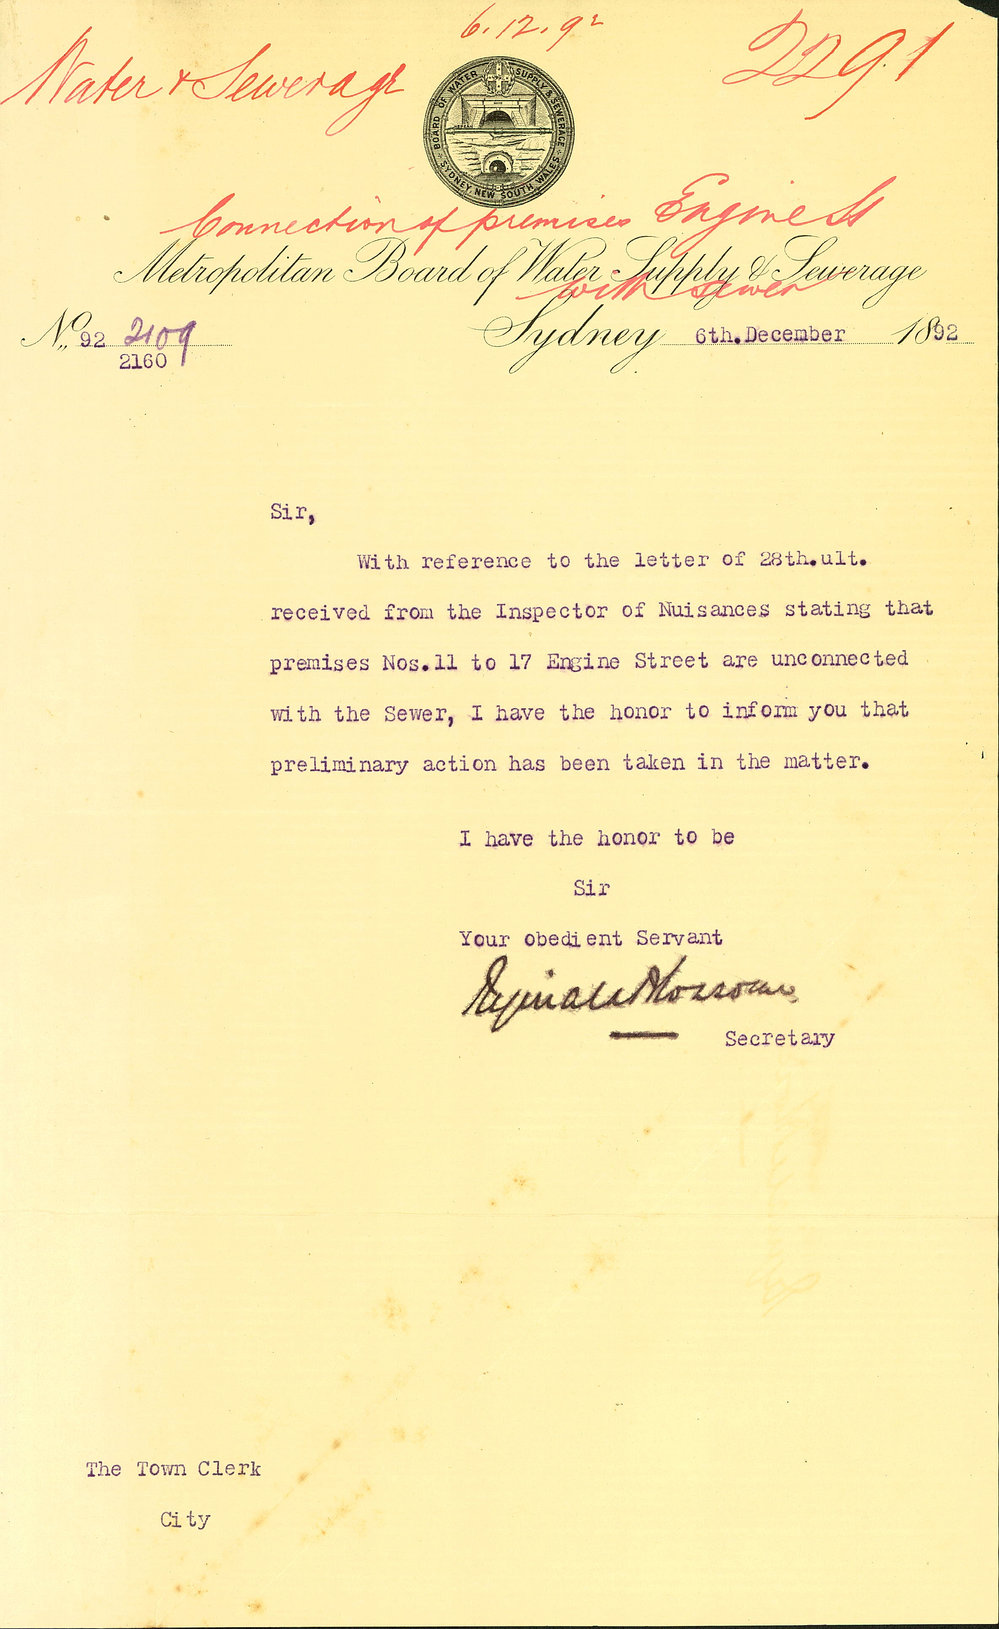 6.12.92
2291
Water & Sewerage
BOARD OF WATER SUPPLY & SEWERAGE
SYDNEY, NEW SOUTH WALES
Connection of premises Engine St
with sewer
Metropolitan Board of Water Supply & Sewerage
No. 92 2109
2160
Sydney 6th.December 1892
Sir,
With reference to the letter of 28th.ult.
received from the Inspector of Nuisances stating that
premises Nos.11 to 17 Engine Street are unconnected
with the Sewer, I have the honor to inform you that
preliminary action has been taken in the matter.
I have the honor to be
Sir
Your obedient Servant
Secretary
The Town Clerk
City